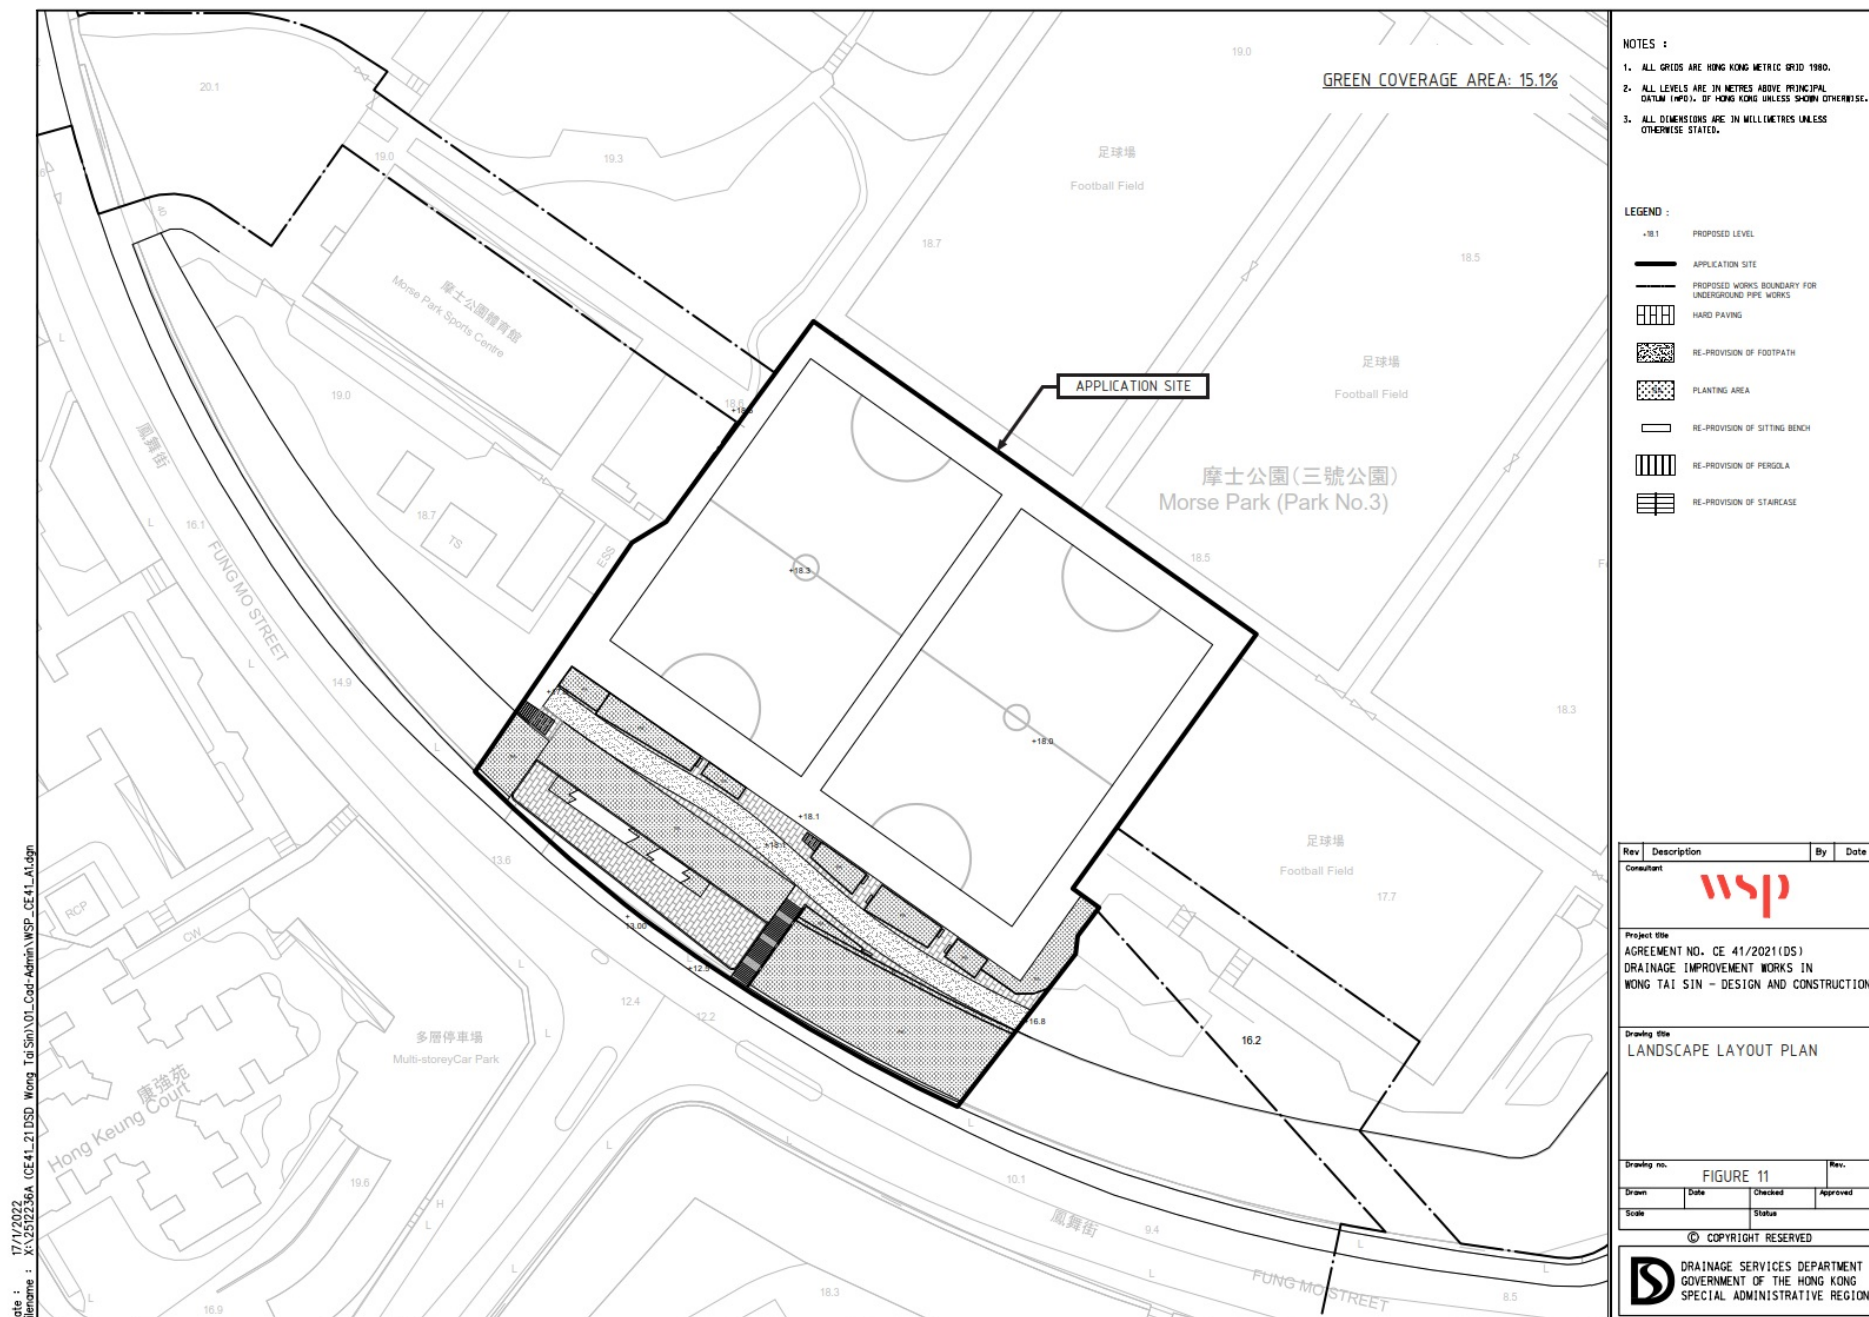 GREEN COVERAGE AREA: 15.1%
20.1
19.0
19.3
19.0
足球場
Football Field
18.7
18.5
40
摩士公園體育館
Morse Park Sports Centre
19.0
18.6
APPLICATION SITE
足球場
Football Field
摩士公園(三號公園)
Morse Park (Park No.3)
鳳舞街
FUNG MO STREET
16.1
18.7
TS
ESS
18.5
+18.3
14.9
18.3
+18.0
+18.1
+18.1
13.6
足球場
Football Field
17.7
RCP
CW
13.00
+12.5
12.4
12.2
+16.8
16.2
多層停車場
Multi-storeyCar Park
康強苑
Hong Keung Court
19.6
H
10.1
鳳舞街
9.4
FUNG MO STREET
8.5
18.3
16.9
17/1/2022
NOTES :
1. ALL GRIDS ARE HONG KONG METRIC GRID 1980.
2. ALL LEVELS ARE IN METRES ABOVE PRINCIPAL
DATUM (mPD). OF HONG KONG UNLESS SHOWN OTHERWISE.
3. ALL DIMENSIONS ARE IN MILLIMETRES UNLESS
OTHERWISE STATED.
LEGEND :
+18.1 PROPOSED LEVEL
APPLICATION SITE
PROPOSED WORKS BOUNDARY FOR
UNDERGROUND PIPE WORKS
HARD PAVING
RE-PROVISION OF FOOTPATH
PLANTING AREA
RE-PROVISION OF SITTING BENCH
RE-PROVISION OF PERGOLA
RE-PROVISION OF STAIRCASE
Rev Description By Date
Consultant
wsp
Project title
AGREEMENT NO. CE 41/2021(DS)
DRAINAGE IMPROVEMENT WORKS IN
WONG TAI SIN - DESIGN AND CONSTRUCTION
Drawing title
LANDSCAPE LAYOUT PLAN
Drawing no. Rev.
FIGURE 11
Drawn Date Checked Approved
Scale Status
© COPYRIGHT RESERVED
DRAINAGE SERVICES DEPARTMENT
GOVERNMENT OF THE HONG KONG
SPECIAL ADMINISTRATIVE REGION